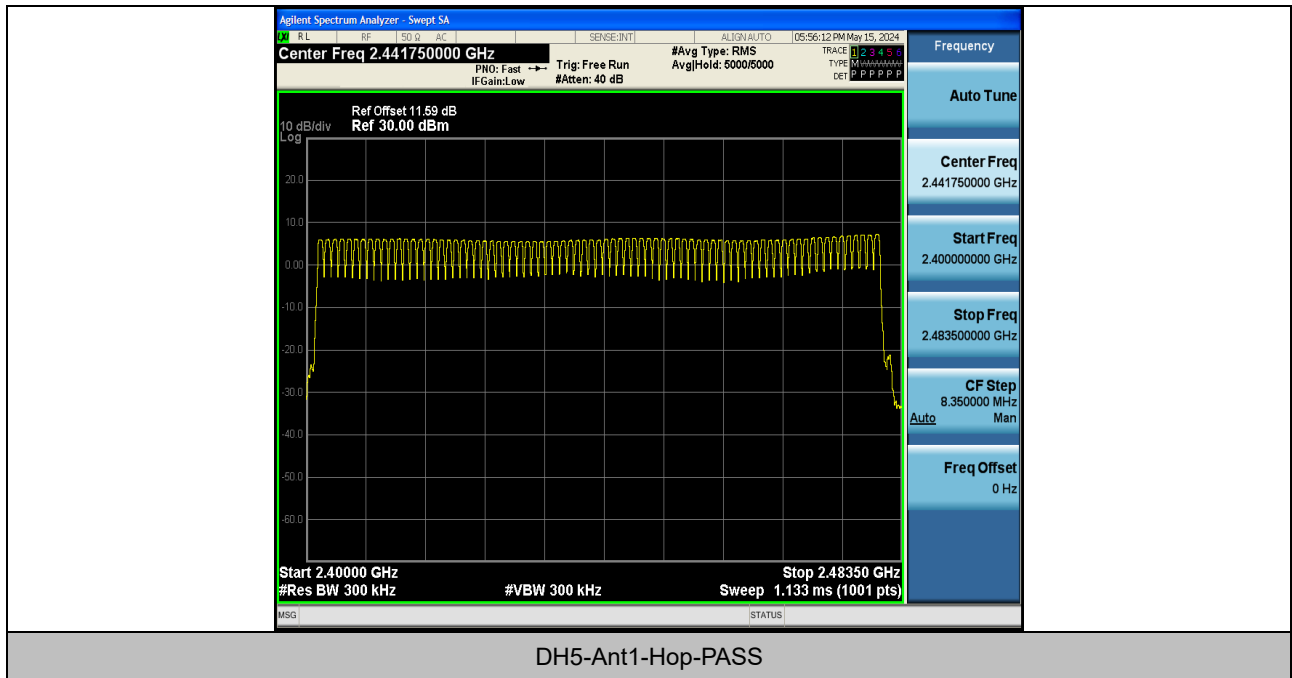 Agilent Spectrum Analyzer - Swept SA
LXI RL RF 50 Ω AC SENSE:INT ALIGN AUTO 05:56:12 PM May 15, 2024
Center Freq 2.441750000 GHz
PNO: Fast
IFGain:Low
Trig: Free Run
#Atten: 40 dB
#Avg Type: RMS
Avg|Hold: 5000/5000
TRACE 1 2 3 4 5 6
TYPE M
DET P P P P P P
Ref Offset 11.59 dB
10 dB/div Ref 30.00 dBm
Log
20.0
10.0
0.00
-10.0
-20.0
-30.0
-40.0
-50.0
-60.0
Start 2.40000 GHz Stop 2.48350 GHz
#Res BW 300 kHz #VBW 300 kHz Sweep 1.133 ms (1001 pts)
MSG STATUS
Frequency
Auto Tune
Center Freq
2.441750000 GHz
Start Freq
2.400000000 GHz
Stop Freq
2.483500000 GHz
CF Step
8.350000 MHz
Auto Man
Freq Offset
0 Hz
DH5-Ant1-Hop-PASS